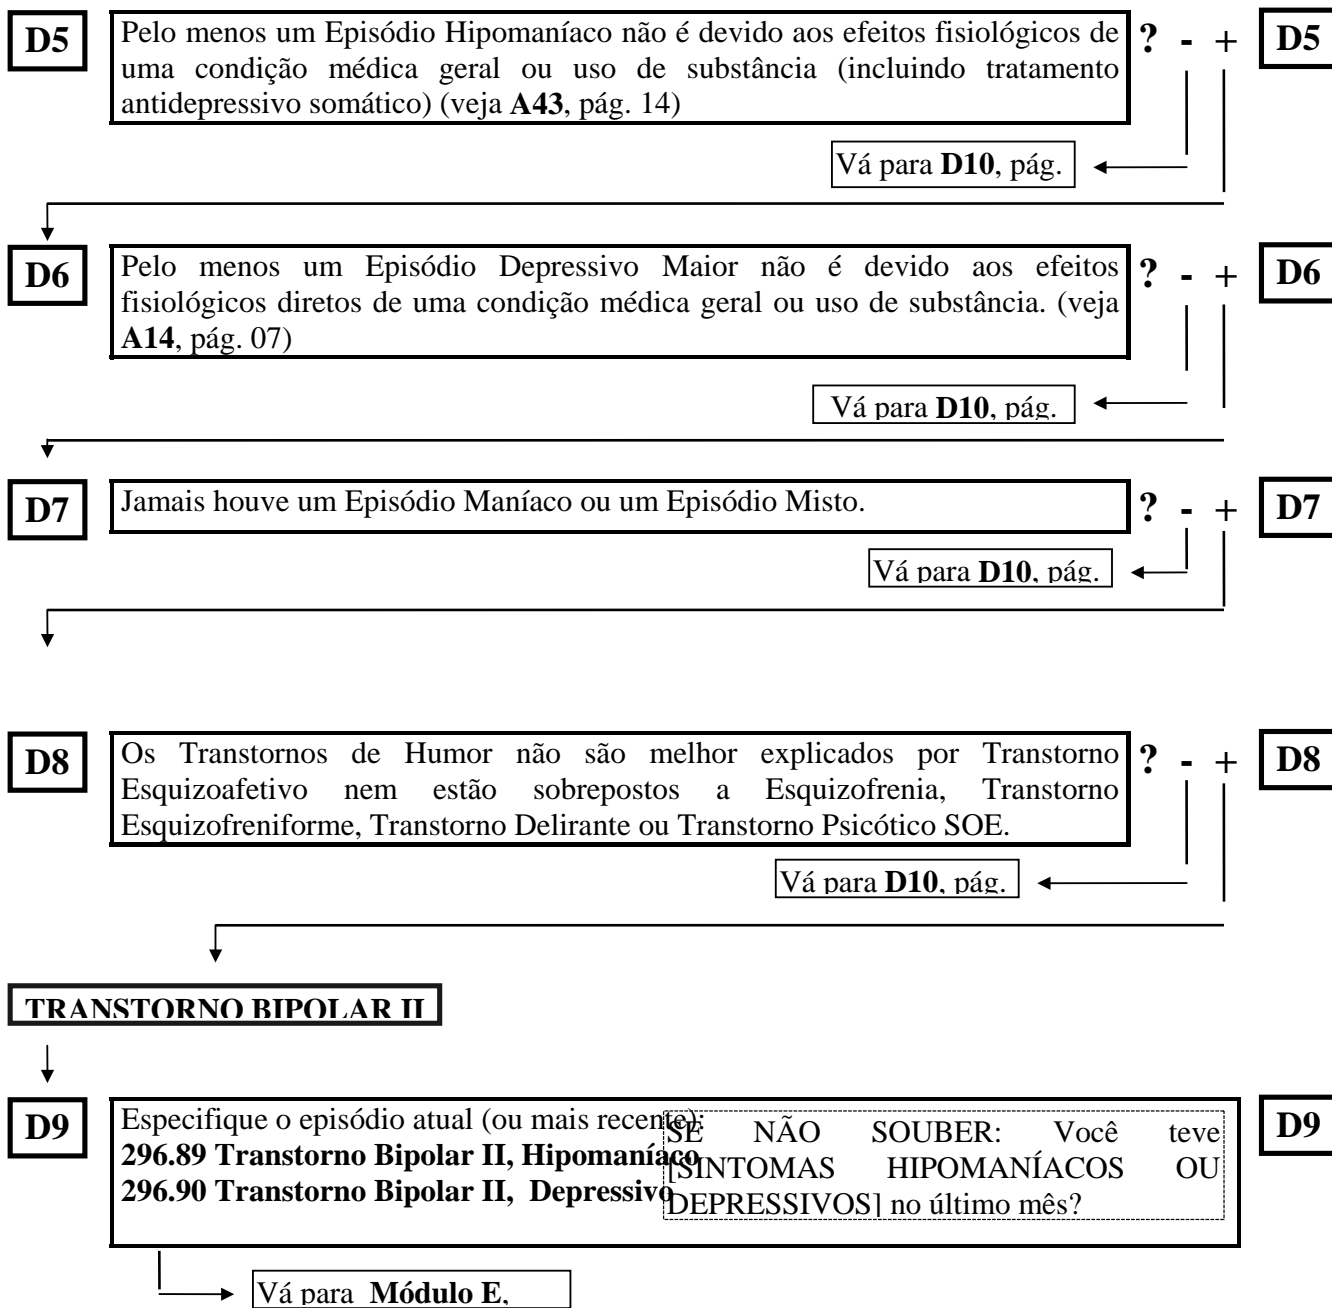 D5
Pelo menos um Episódio Hipomaníaco não é devido aos efeitos fisiológicos de
uma condição médica geral ou uso de substância (incluindo tratamento
antidepressivo somático) (veja A43, pág. 14)
? - +
D5
Vá para D10, pág.
D6
Pelo menos um Episódio Depressivo Maior não é devido aos efeitos
fisiológicos diretos de uma condição médica geral ou uso de substância. (veja
A14, pág. 07)
? - +
D6
Vá para D10, pág.
D7
Jamais houve um Episódio Maníaco ou um Episódio Misto.
? - +
D7
Vá para D10, pág.
D8
Os Transtornos de Humor não são melhor explicados por Transtorno
Esquizoafetivo nem estão sobrepostos a Esquizofrenia, Transtorno
Esquizofreniforme, Transtorno Delirante ou Transtorno Psicótico SOE.
? - +
D8
Vá para D10, pág.
TRANSTORNO BIPOLAR II
D9
Especifique o episódio atual (ou mais recente):
296.89 Transtorno Bipolar II, Hipomaníaco
296.90 Transtorno Bipolar II, Depressivo
SE NÃO SOUBER: Você teve
[SINTOMAS HIPOMANÍACOS OU
DEPRESSIVOS] no último mês?
D9
Vá para Módulo E,